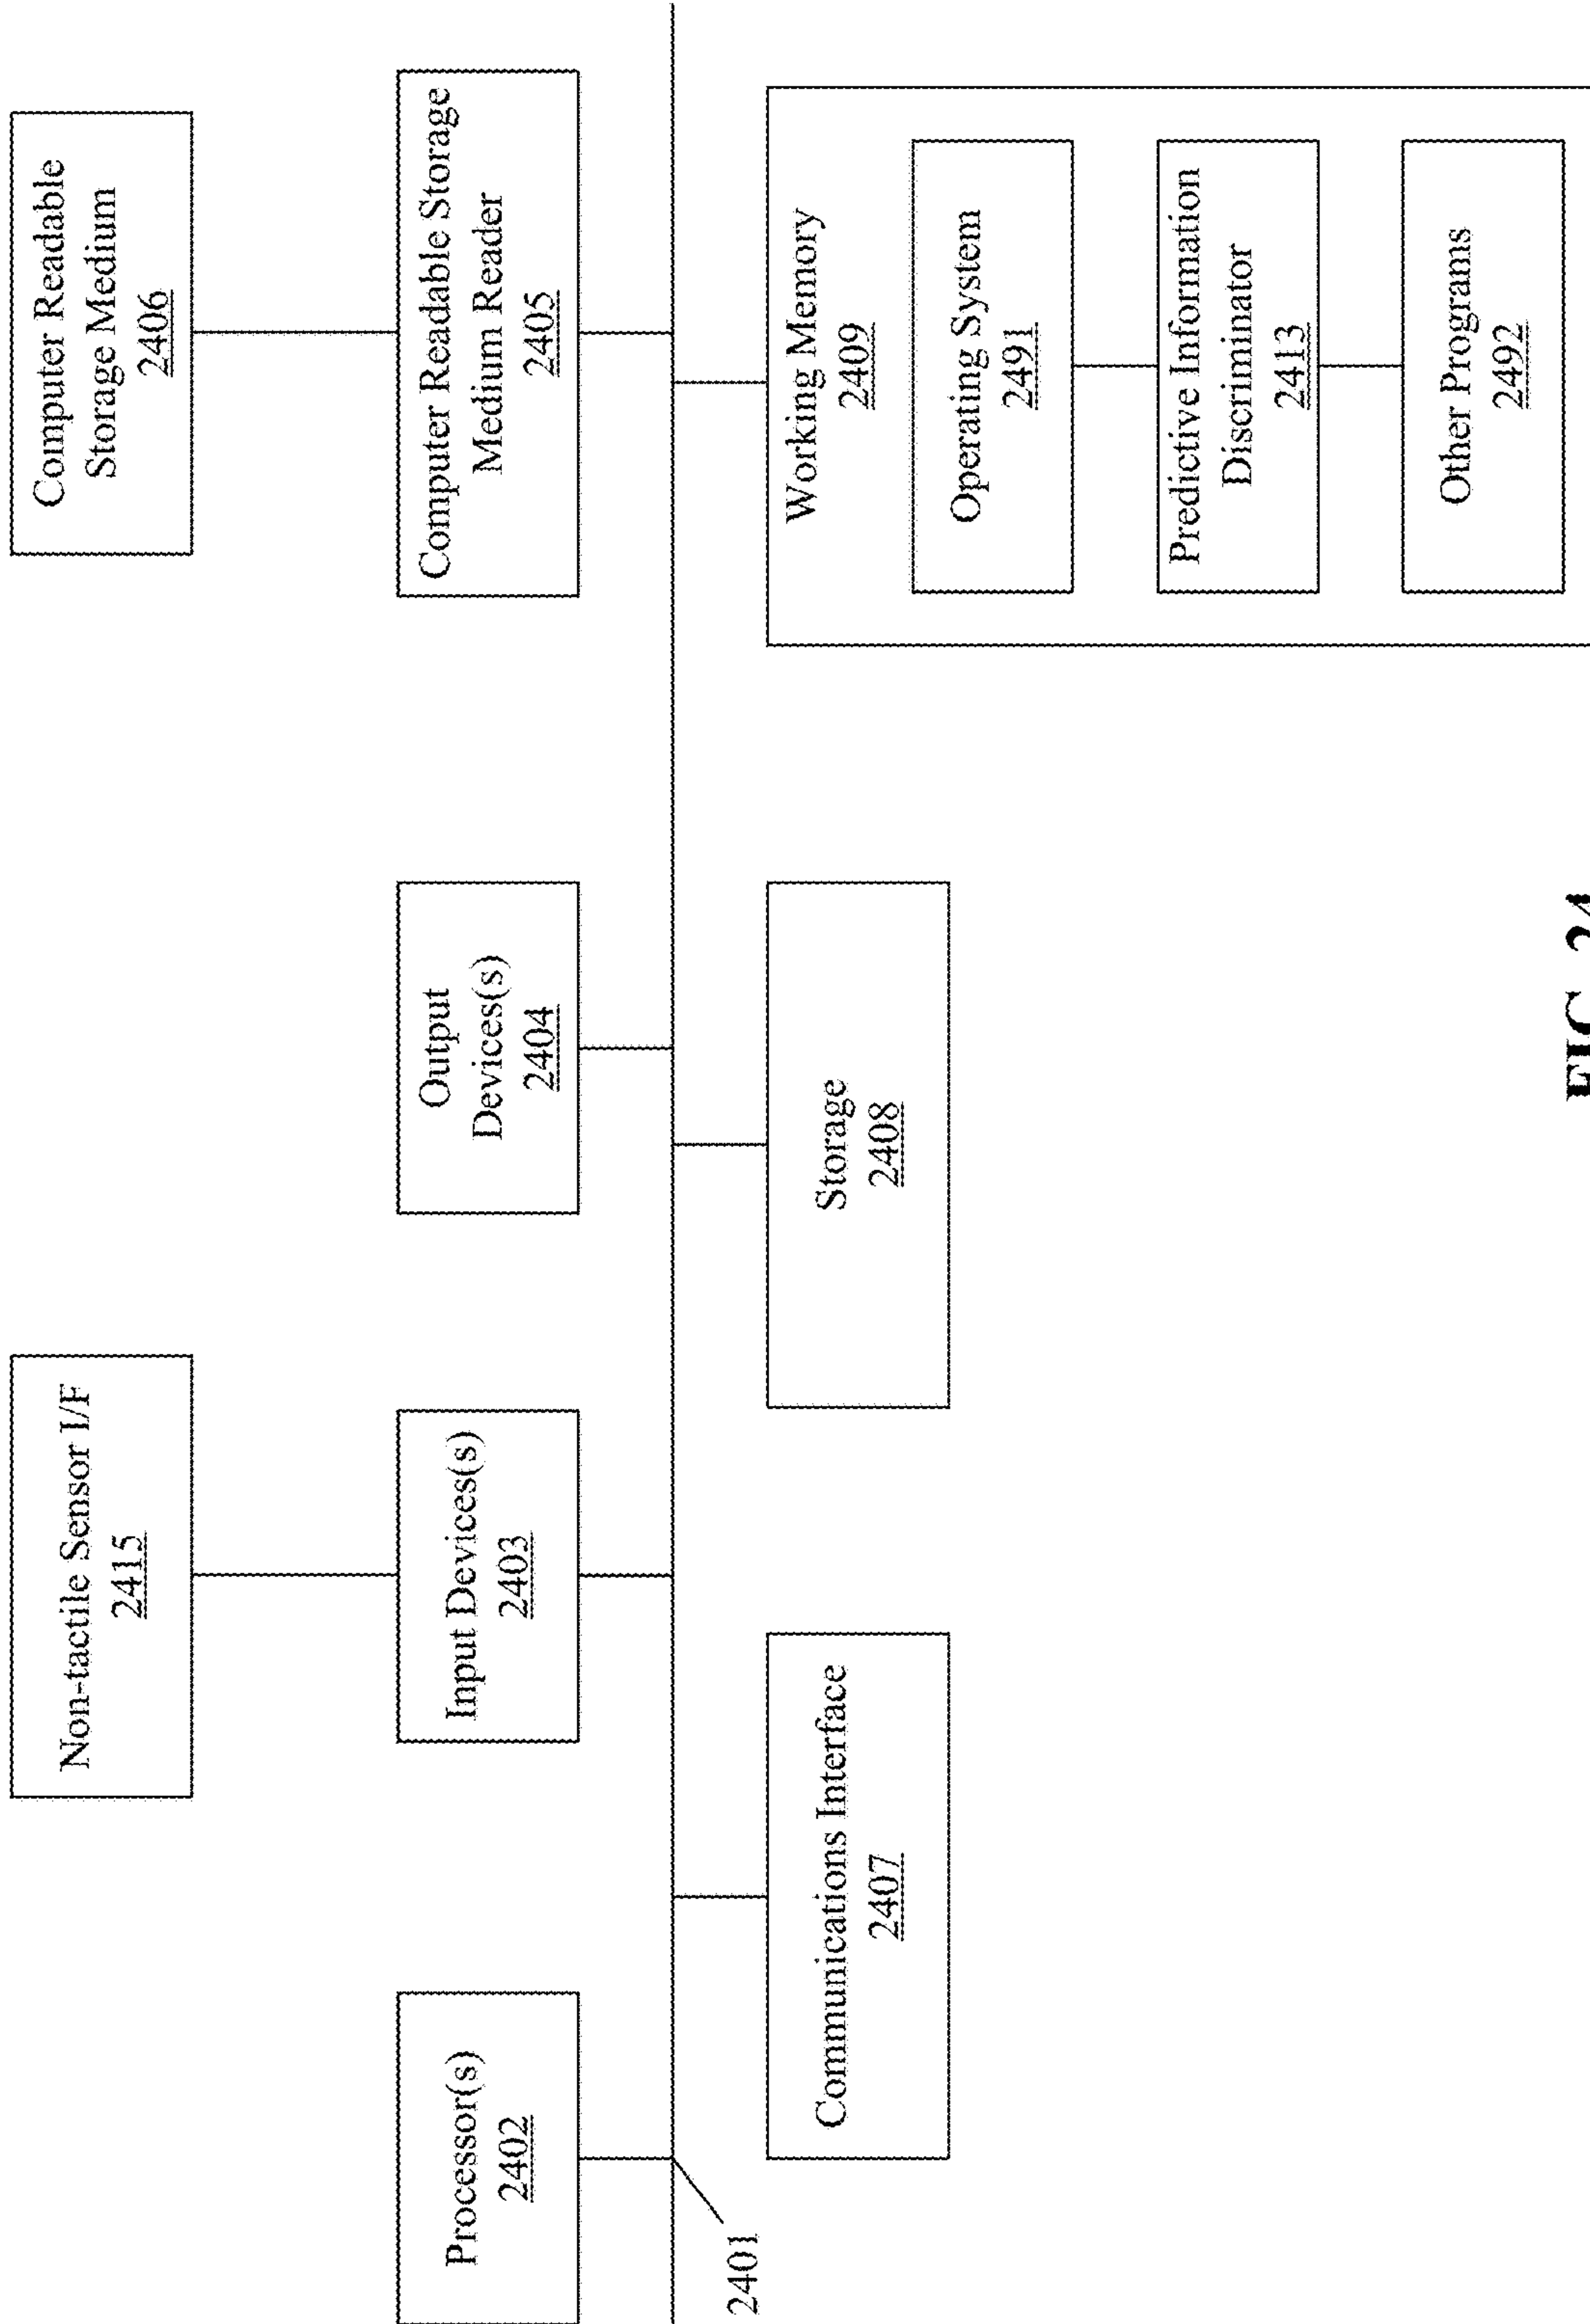 Non-tactile Sensor I/F
2415
Computer Readable
Storage Medium
2406
Processor(s)
2402
Input Devices(s)
2403
Output
Devices(s)
2404
Computer Readable Storage
Medium Reader
2405
2401
Communications Interface
2407
Storage
2408
Working Memory
2409
Operating System
2491
Predictive Information
Discriminator
2413
Other Programs
2492
FIG. 24